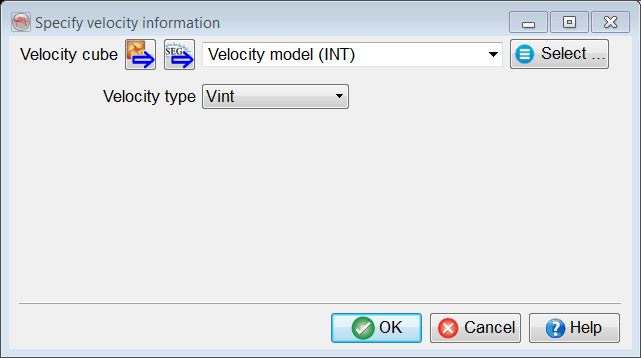 Specify velocity information
Velocity cube SEG Velocity model (INT) Select ...
Velocity type Vint
OK Cancel Help